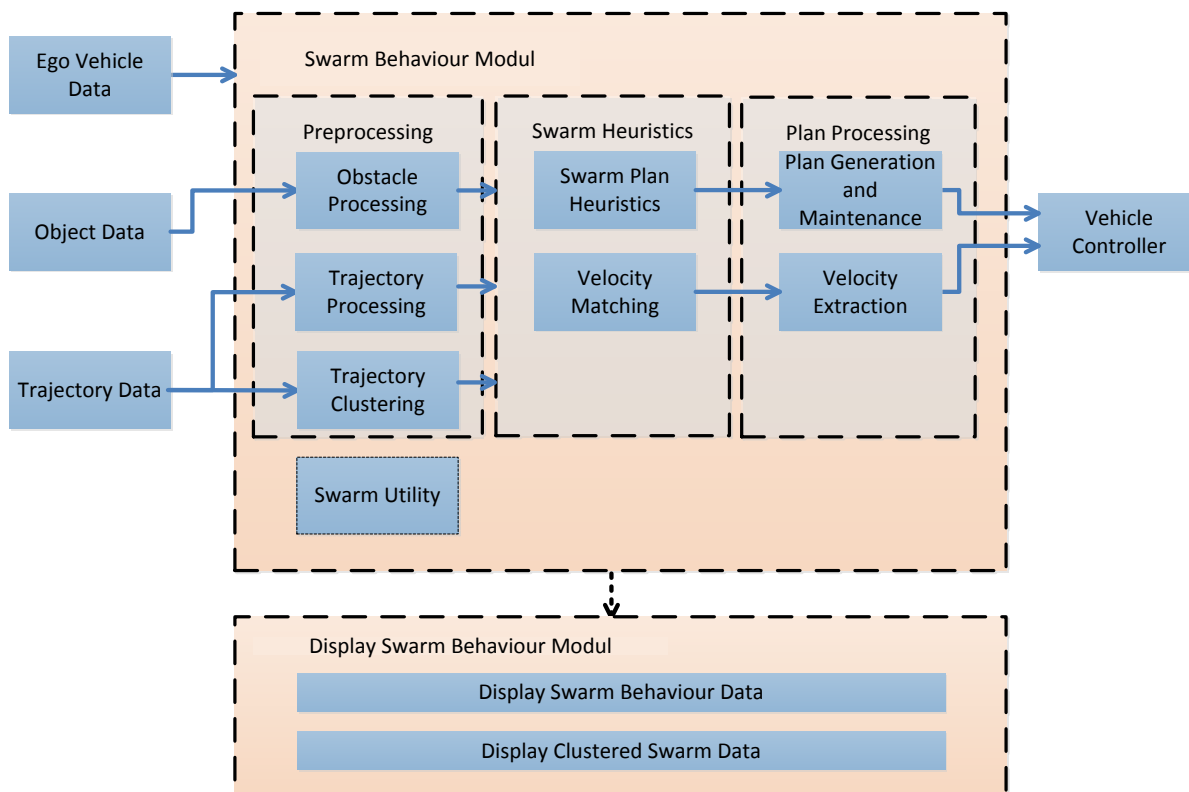 Ego Vehicle
Data
Object Data
Trajectory Data
Swarm Behaviour Modul
Preprocessing
Obstacle
Processing
Trajectory
Processing
Trajectory
Clustering
Swarm Utility
Swarm Heuristics
Swarm Plan
Heuristics
Velocity
Matching
Plan Processing
Plan Generation
and
Maintenance
Velocity
Extraction
Vehicle
Controller
Display Swarm Behaviour Modul
Display Swarm Behaviour Data
Display Clustered Swarm Data